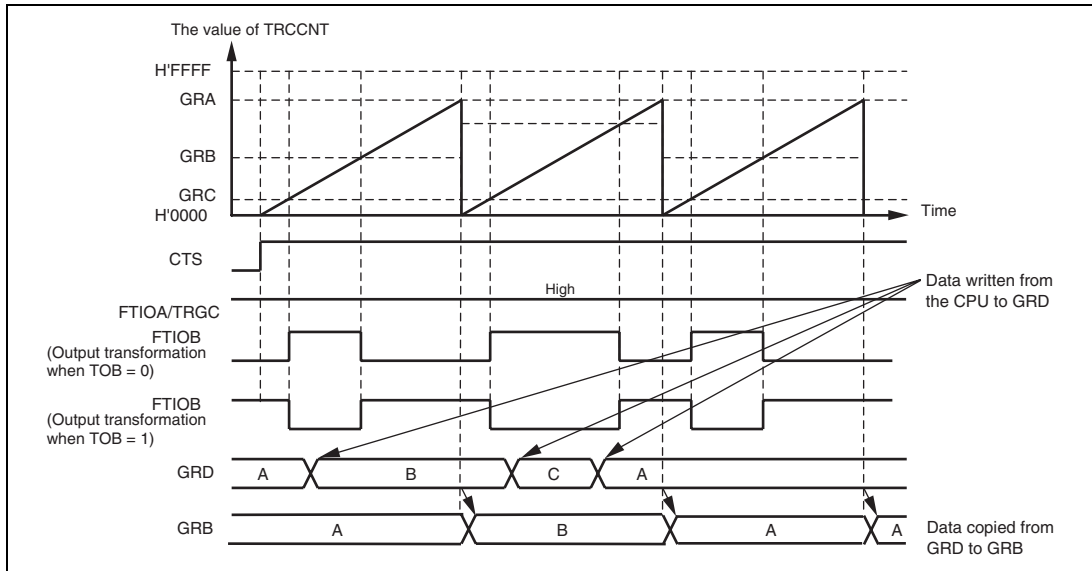 The value of TRCCNT
H'FFFF
GRA
GRB
GRC
H'0000
Time
CTS
Data written from
the CPU to GRD
High
FTIOA/TRGC
FTIOB
(Output transformation
when TOB = 0)
FTIOB
(Output transformation
when TOB = 1)
GRD
A
B
C
A
GRB
A
B
A
A
Data copied from
GRD to GRB